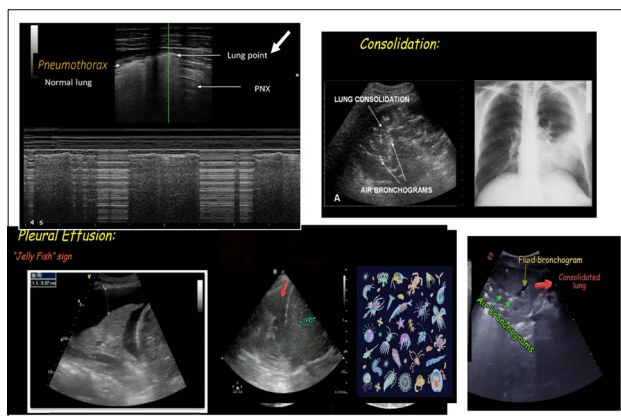 Pneumothorax
Normal lung
Lung point
PNX
4 s
Consolidation:
LUNG CONSOLIDATION
AIR BRONCHOGRAMS
A
Pleural Effusion:
"Jelly Fish" sign
Liver
Fluid bronchogram
Consolidated
lung
Air Bronchograms